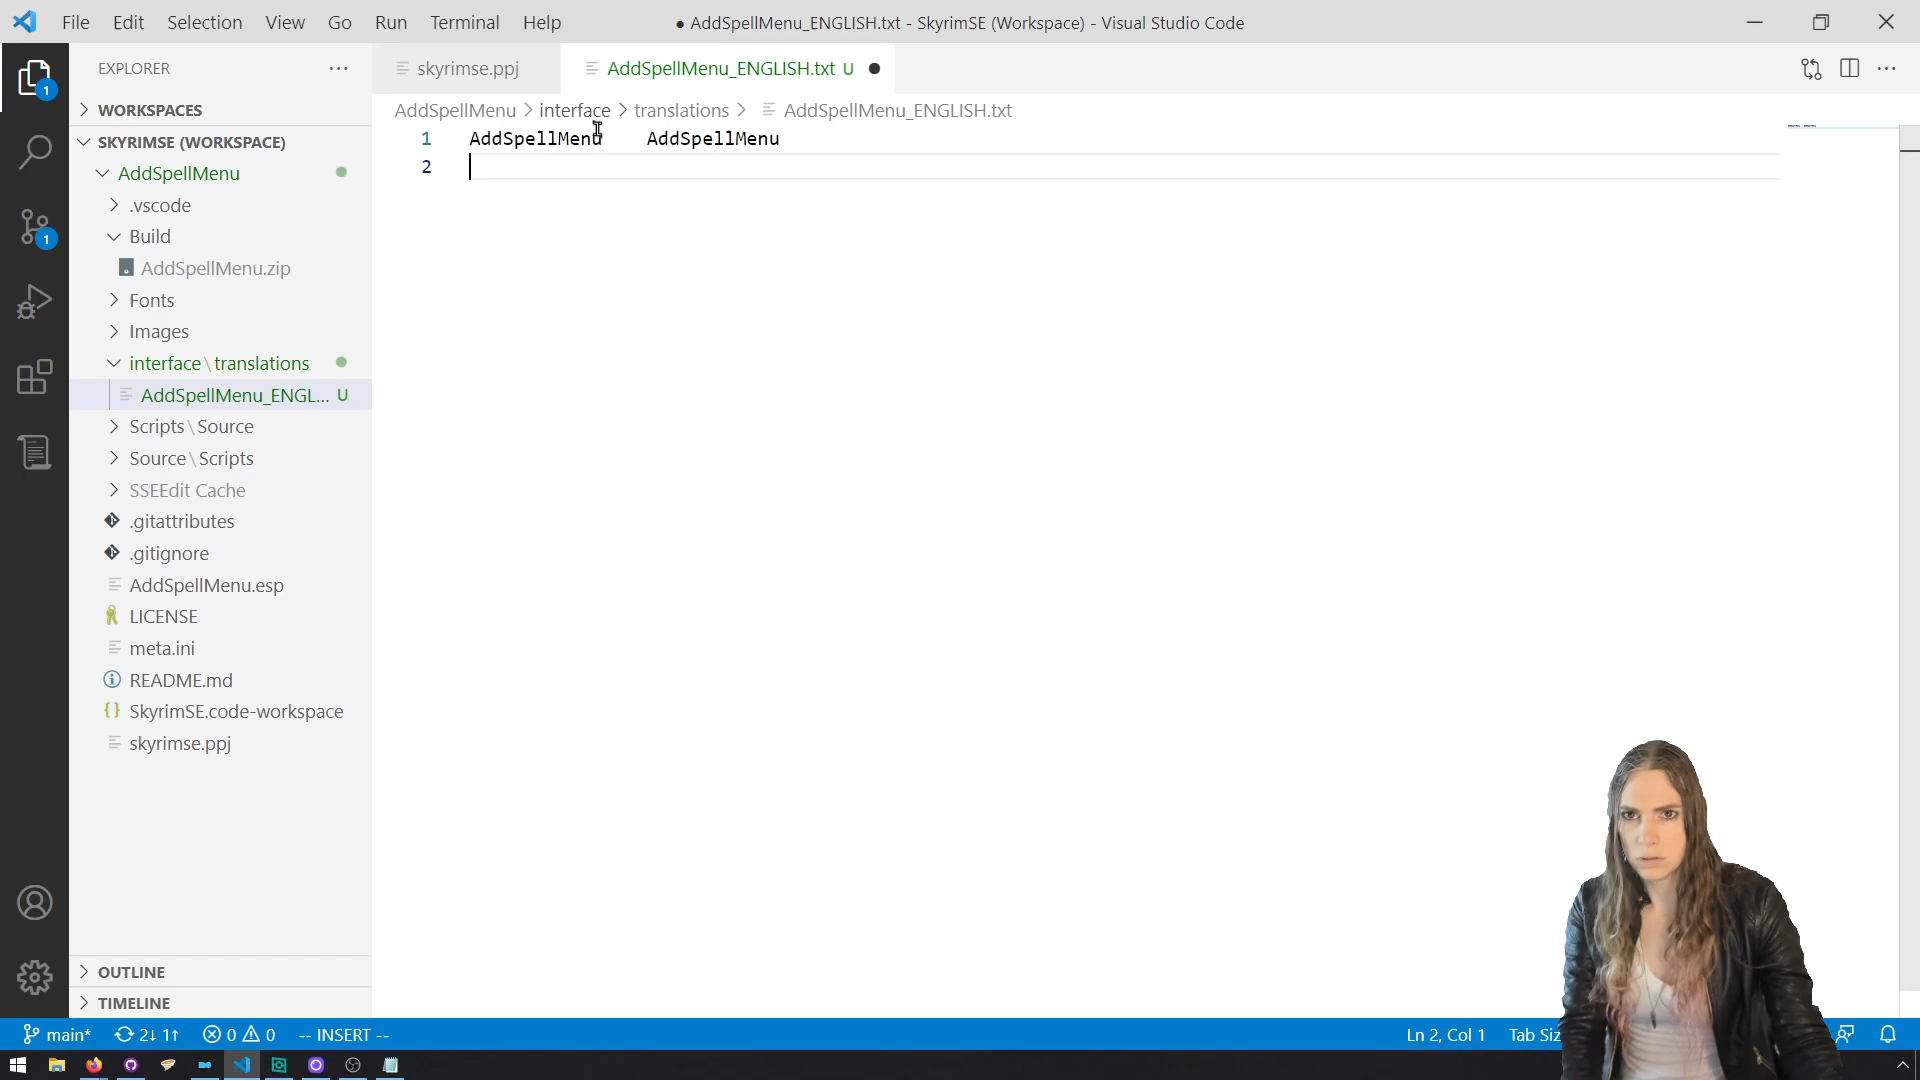 File Edit Selection View Go Run Terminal Help
● AddSpellMenu_ENGLISH.txt - SkyrimSE (Workspace) - Visual Studio Code
EXPLORER
skyrimse.ppj
AddSpellMenu_ENGLISH.txt U
WORKSPACES
AddSpellMenu > interface > translations > AddSpellMenu_ENGLISH.txt
SKYRIMSE (WORKSPACE)
AddSpellMenu
.vscode
Build
AddSpellMenu.zip
Fonts
Images
interface\translations
AddSpellMenu_ENGL... U
Scripts\Source
Source\Scripts
SSEEdit Cache
.gitattributes
.gitignore
AddSpellMenu.esp
LICENSE
meta.ini
README.md
SkyrimSE.code-workspace
skyrimse.ppj
OUTLINE
TIMELINE
1 AddSpellMenu AddSpellMenu
2
1
1
main* 2↓ 1↑ 0 0 -- INSERT --
Ln 2, Col 1 Tab Siz